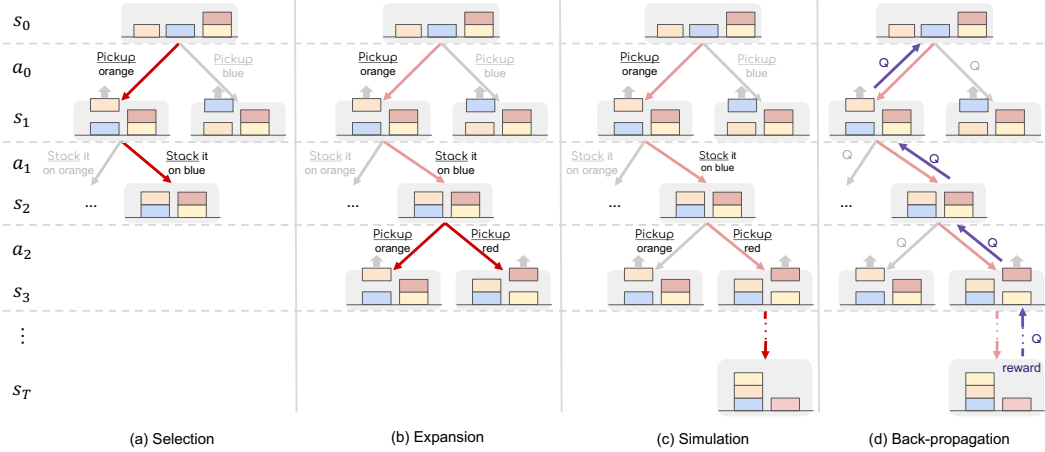 s₀
a₀
s₁
a₁
s₂
a₂
s₃
⋮
s_T
Pickup
orange
Pickup
blue
Stack it
on orange
Stack it
on blue
...
(a) Selection
Pickup
orange
Pickup
blue
Stack it
on orange
Stack it
on blue
...
Pickup
orange
Pickup
red
(b) Expansion
Pickup
orange
Pickup
blue
Stack it
on orange
Stack it
on blue
...
Pickup
orange
Pickup
red
(c) Simulation
Q
Q
Q
Q
...
Q
Q
Q
reward
(d) Back-propagation